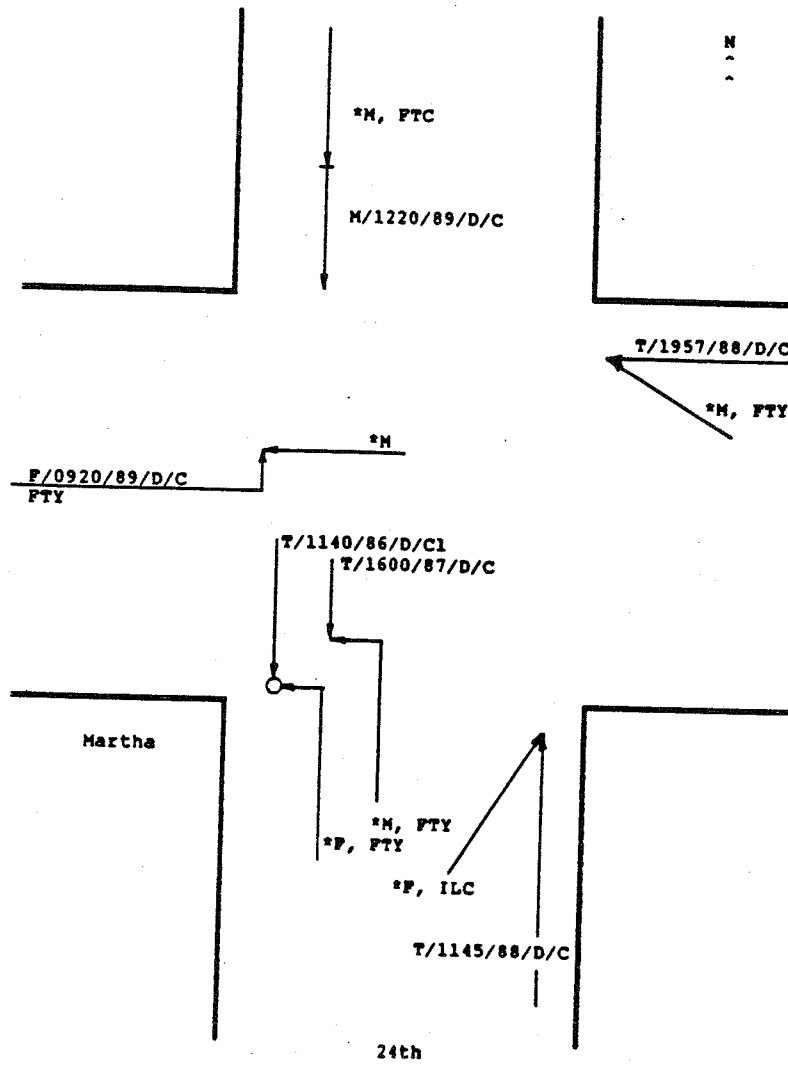 N
^
^
*M, FTC
M/1220/89/D/C
T/1957/88/D/C
*M, FTY
*M
F/0920/89/D/C
FTY
T/1140/86/D/Cl
T/1600/87/D/C
Martha
*M, FTY
*F, FTY
*F, ILC
T/1145/88/D/C
24th